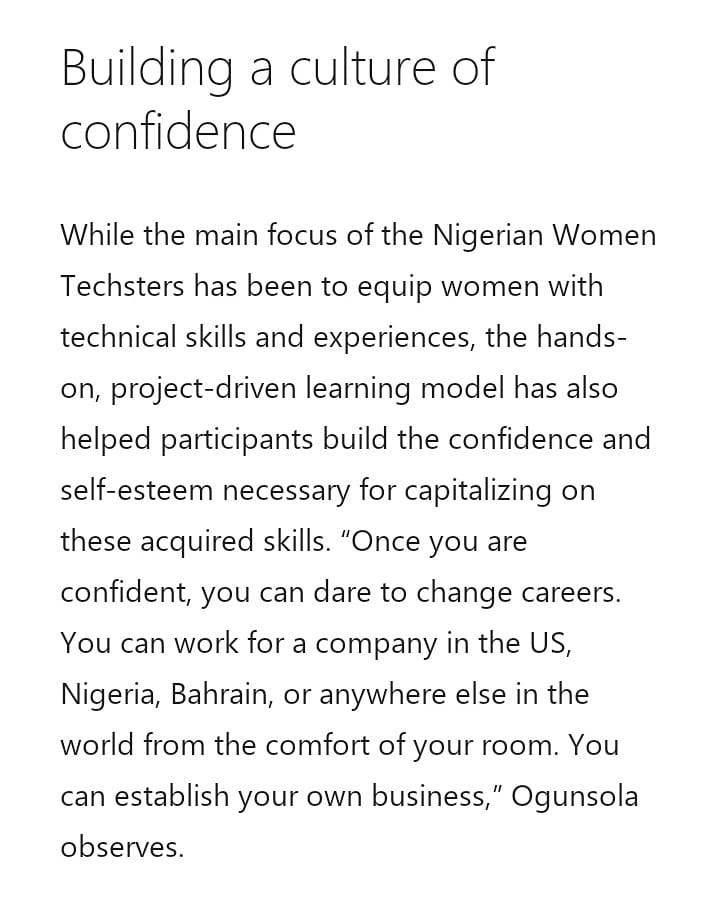 Building a culture of
confidence
While the main focus of the Nigerian Women
Techsters has been to equip women with
technical skills and experiences, the hands-
on, project-driven learning model has also
helped participants build the confidence and
self-esteem necessary for capitalizing on
these acquired skills. “Once you are
confident, you can dare to change careers.
You can work for a company in the US,
Nigeria, Bahrain, or anywhere else in the
world from the comfort of your room. You
can establish your own business,” Ogunsola
observes.